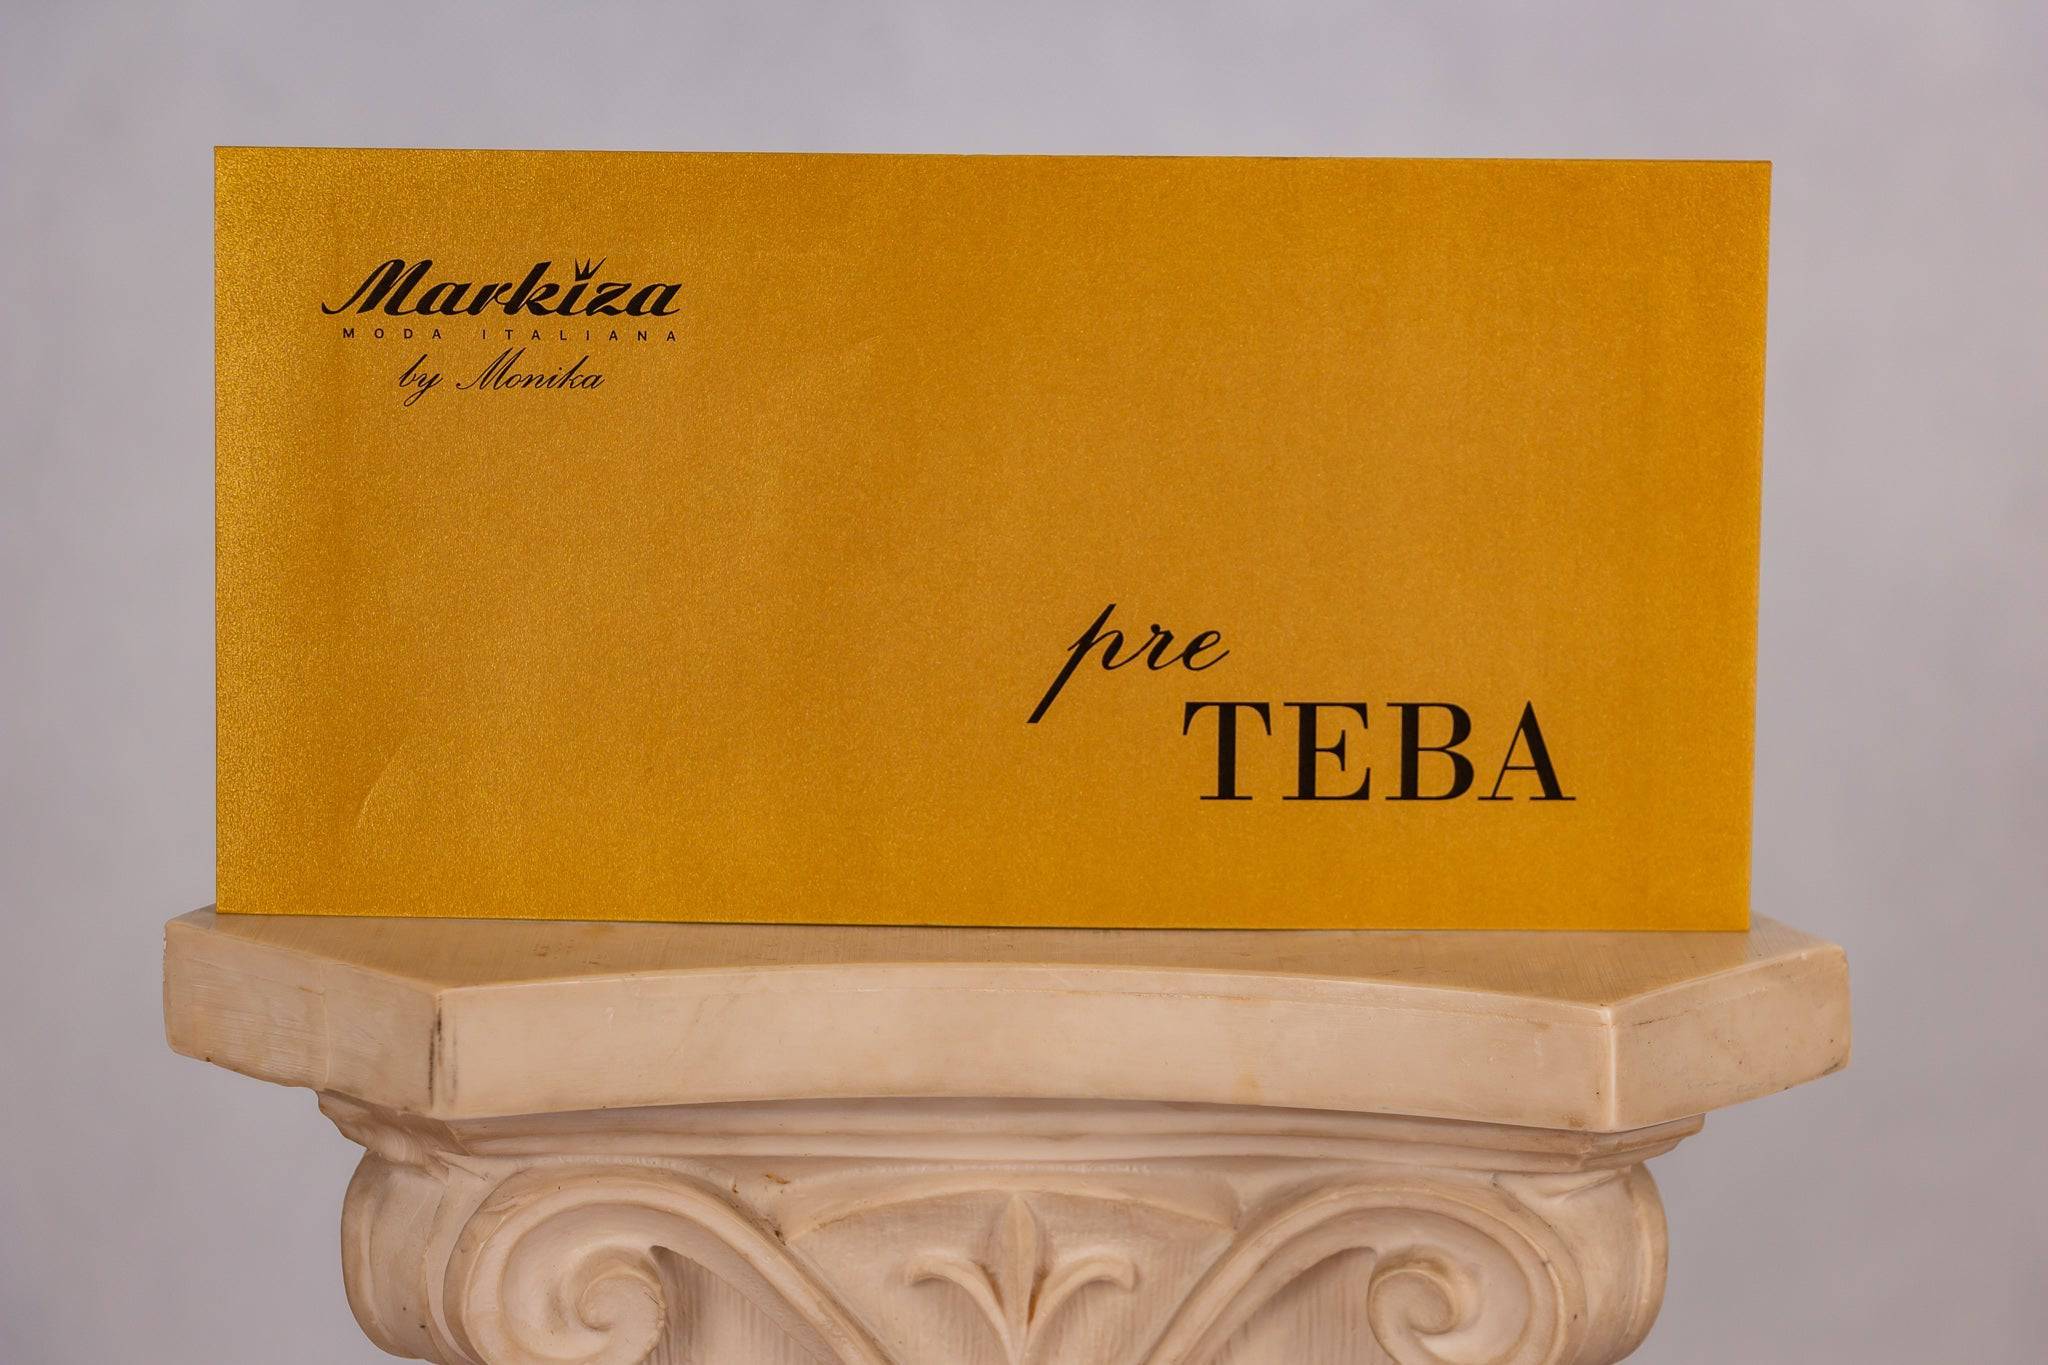 Markiza
MODA ITALIANA
by Monika
pre
TEBA